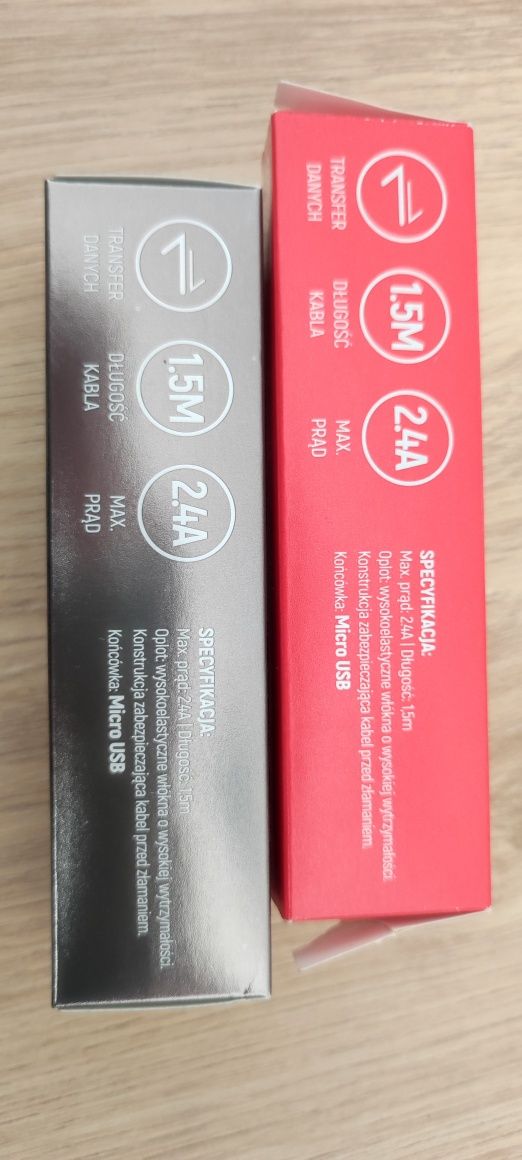 TRANSFER
DANYCH
1.5M
DŁUGOŚĆ
KABLA
2.4A
MAX.
PRĄD
SPECYFIKACJA:
Max. prąd: 2.4A | Długość: 1,5m
Oplot: wysokoelastyczne włókna o wysokiej wytrzymałości.
Konstrukcja zabezpieczająca kabel przed złamaniem.
Końcówka: Micro USB
TRANSFER
DANYCH
1.5M
DŁUGOŚĆ
KABLA
2.4A
MAX.
PRĄD
SPECYFIKACJA:
Max. prąd: 2.4A | Długość: 1,5m
Oplot: wysokoelastyczne włókna o wysokiej wytrzymałości.
Konstrukcja zabezpieczająca kabel przed złamaniem.
Końcówka: Micro USB